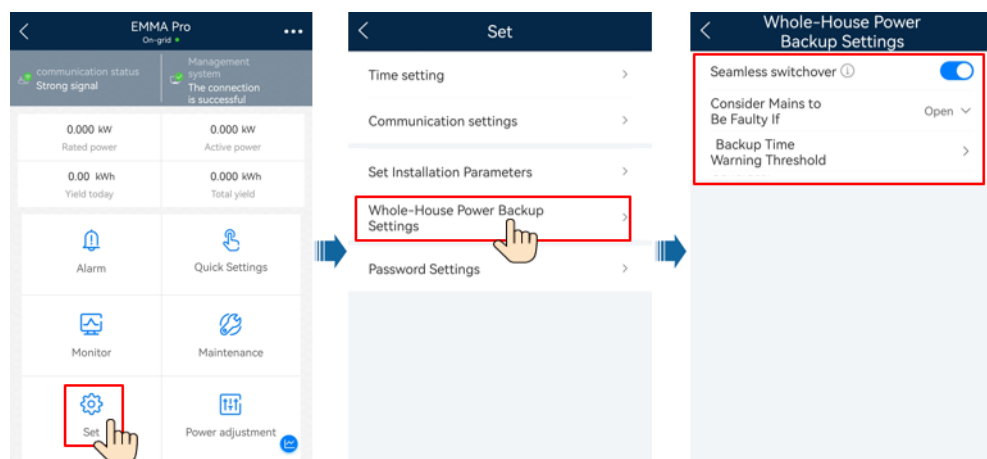 EMMA Pro
On-grid
communication status
Strong signal
Management
system
The connection
is successful
0.000 kW
Rated power
0.000 kW
Active power
0.00 kWh
Yield today
0.000 kWh
Total yield
Alarm
Quick Settings
Monitor
Maintenance
Set
Power adjustment
Set
Time setting
Communication settings
Set Installation Parameters
Whole-House Power Backup
Settings
Password Settings
Whole-House Power
Backup Settings
Seamless switchover
Consider Mains to
Be Faulty If
Open
Backup Time
Warning Threshold